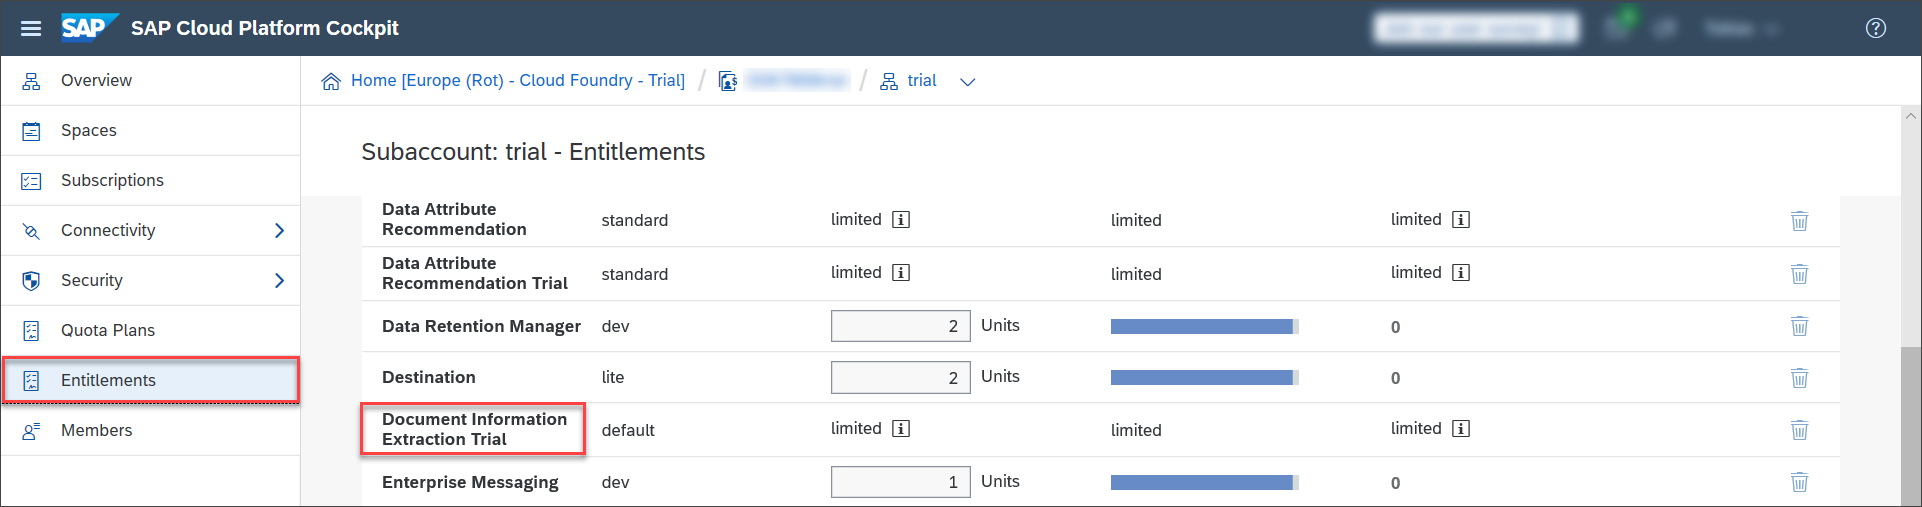 SAP SAP Cloud Platform Cockpit
Overview
Spaces
Subscriptions
Connectivity
Security
Quota Plans
Entitlements
Members
Home [Europe (Rot) - Cloud Foundry - Trial] / / trial
Subaccount: trial - Entitlements
Data Attribute
Recommendation
standard limited limited limited
Data Attribute
Recommendation Trial
standard limited limited limited
Data Retention Manager dev 2 Units 0
Destination lite 2 Units 0
Document Information
Extraction Trial
default limited limited limited
Enterprise Messaging dev 1 Units 0